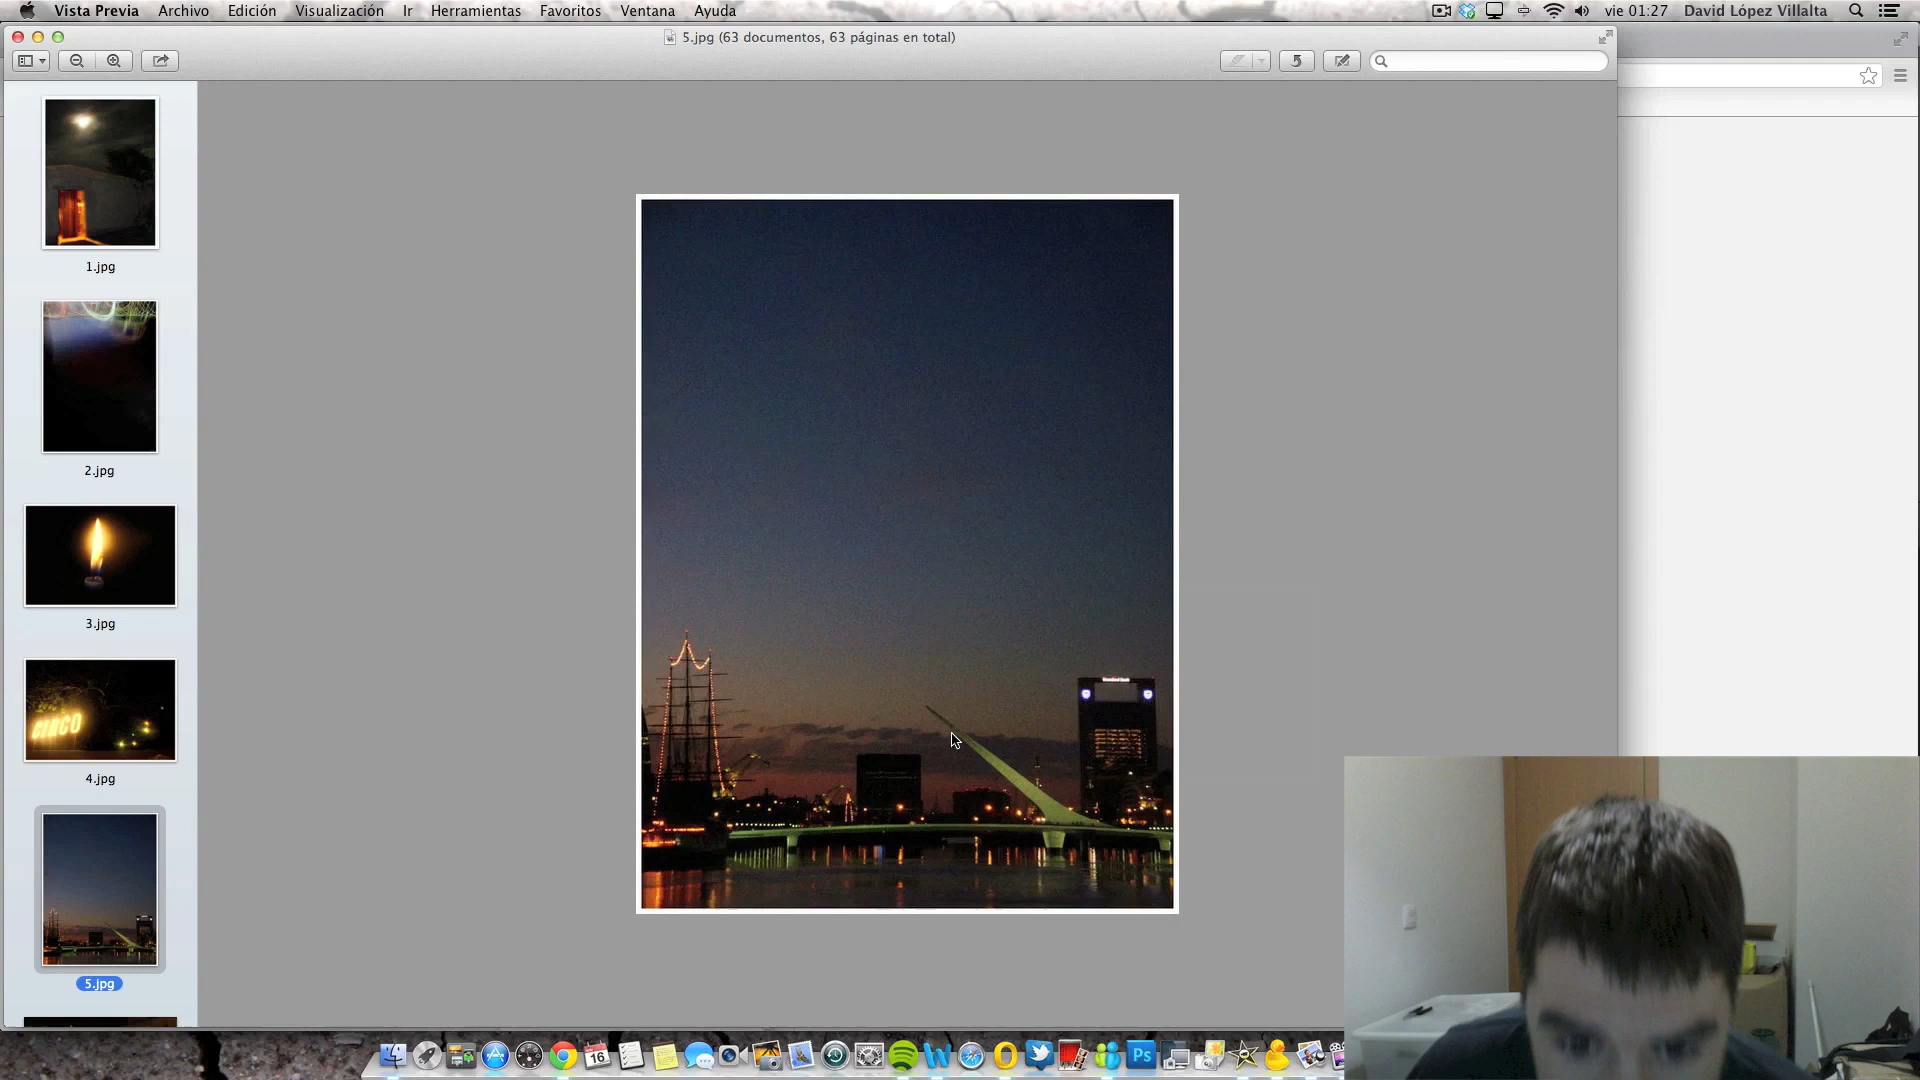 Vista Previa Archivo Edición Visualización Ir Herramientas Favoritos Ventana Ayuda vie 01:27 David López Villalta
5.jpg (63 documentos, 63 páginas en total)
1.jpg
2.jpg
3.jpg
CIRCO
4.jpg
5.jpg
16
Ps